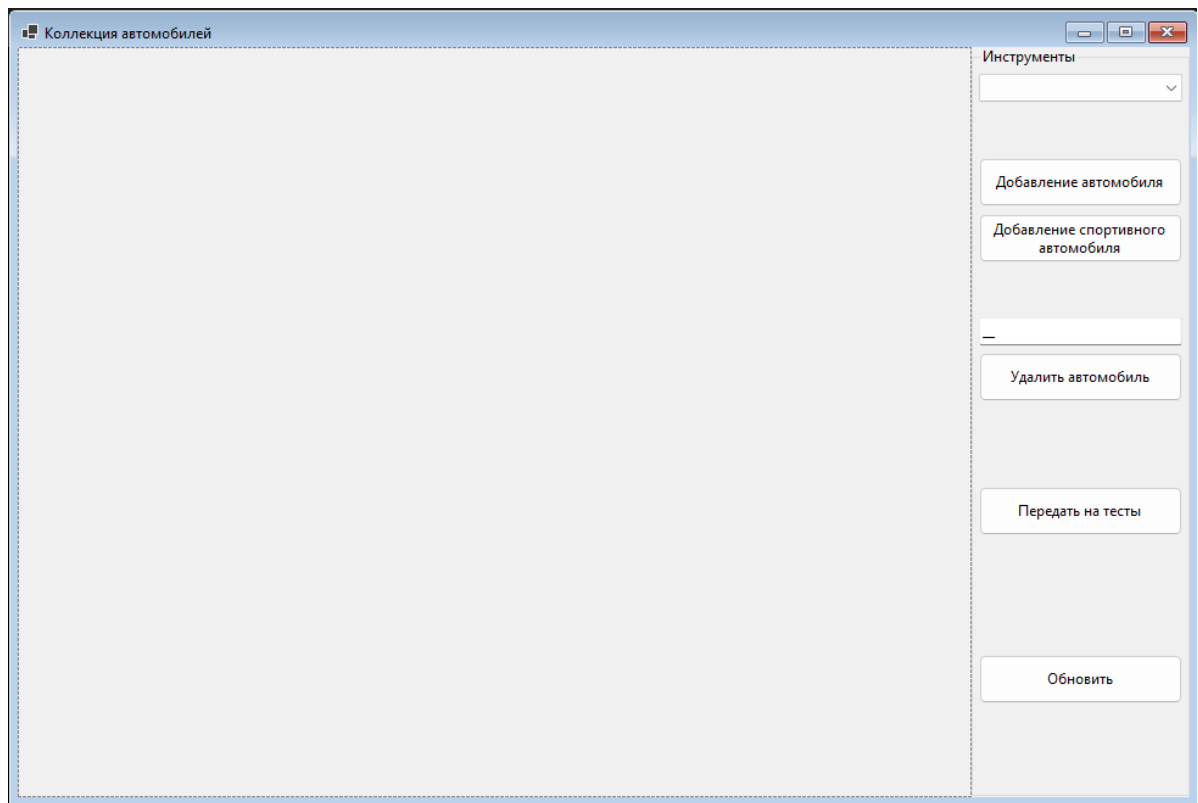 Коллекция автомобилей
Инструменты
Добавление автомобиля
Добавление спортивного
автомобиля
_
Удалить автомобиль
Передать на тесты
Обновить